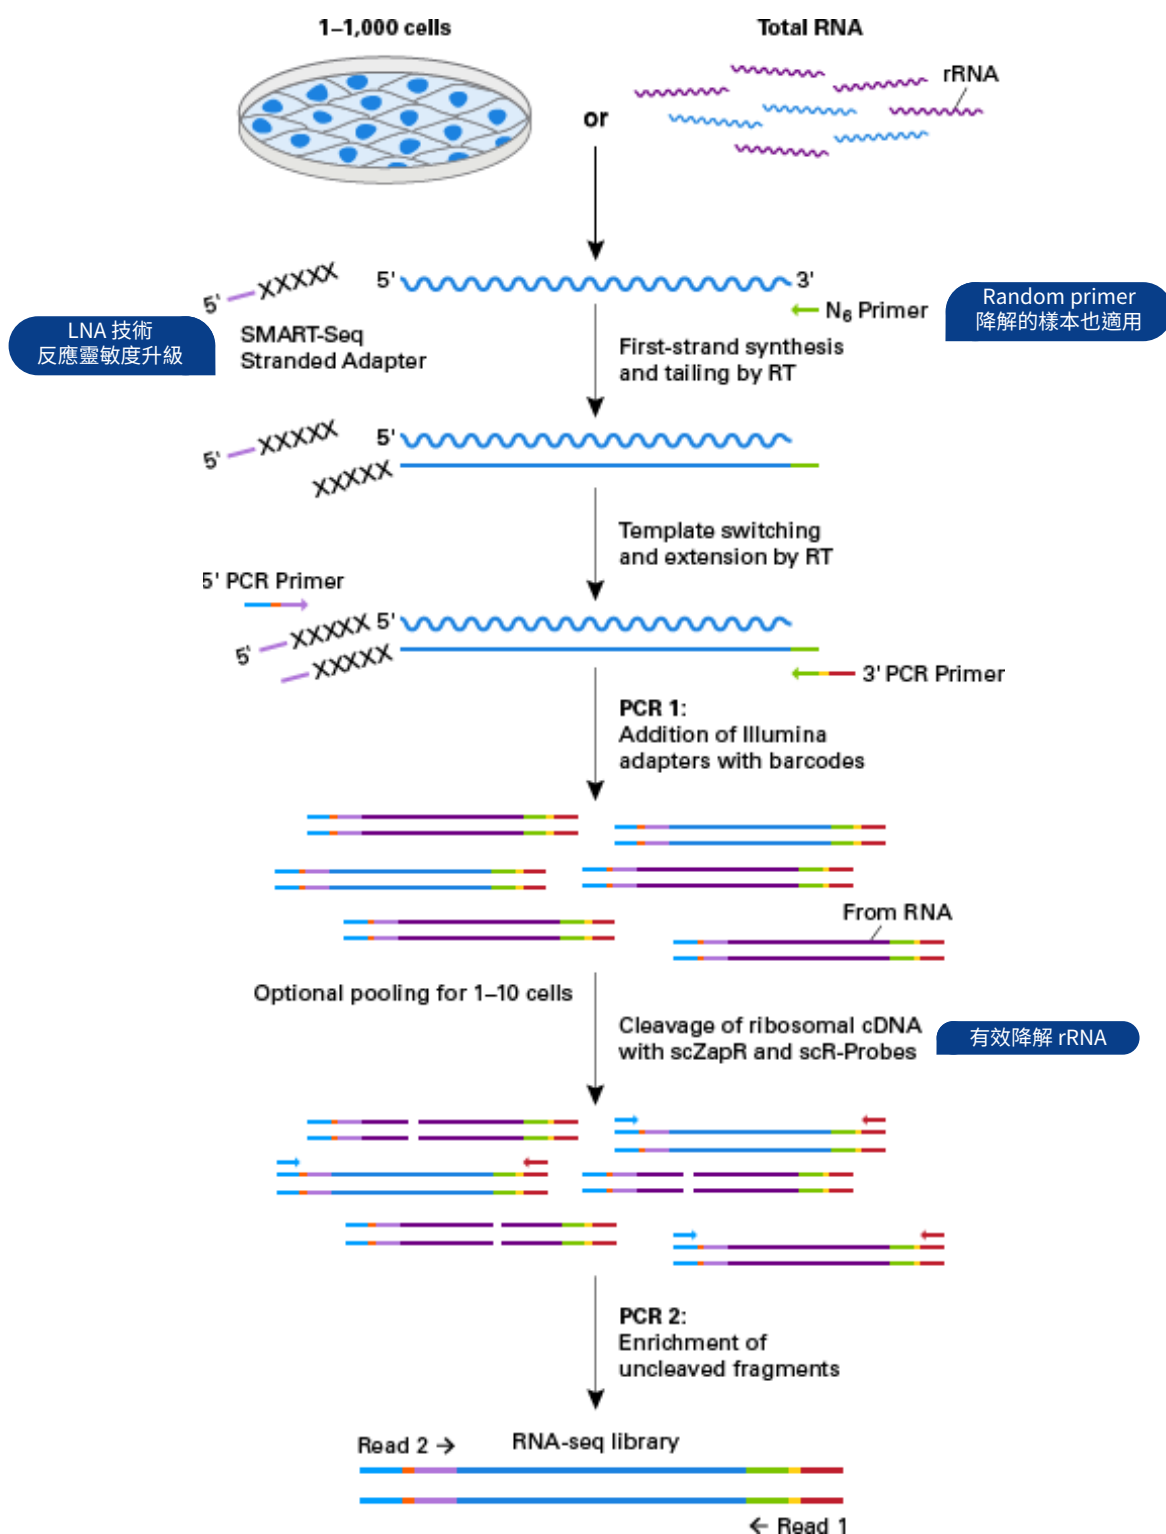 1–1,000 cells
Total RNA
rRNA
or
5'
XXXXX
5'
3'
N6 Primer
LNA 技術
反應靈敏度升級
SMART-Seq
Stranded Adapter
Random primer
降解的樣本也適用
First-strand synthesis
and tailing by RT
5'
XXXXX
5'
XXXXX
Template switching
and extension by RT
5' PCR Primer
5'
XXXXX
5'
XXXXX
3' PCR Primer
PCR 1:
Addition of Illumina
adapters with barcodes
From RNA
Optional pooling for 1–10 cells
Cleavage of ribosomal cDNA
with scZapR and scR-Probes
有效降解 rRNA
PCR 2:
Enrichment of
uncleaved fragments
Read 2 →
RNA-seq library
← Read 1